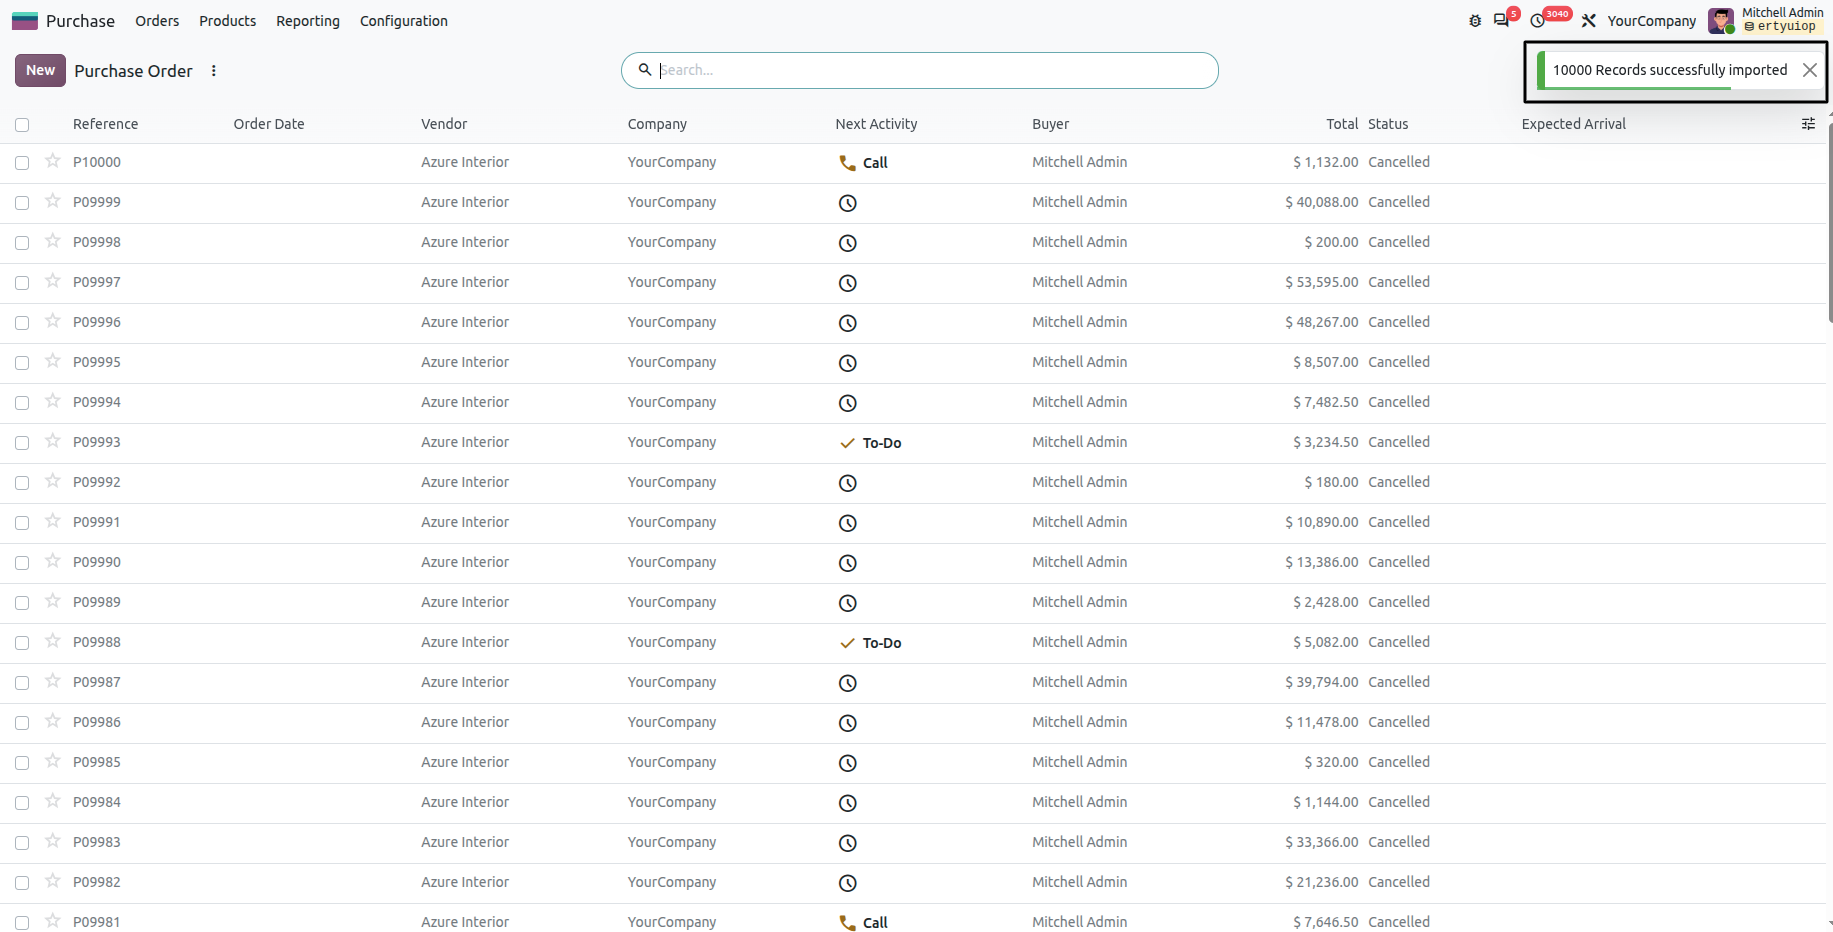 Purchase Orders Products Reporting Configuration 5 3040 YourCompany Mitchell Admin
ertyuiop
New Purchase Order Search... 10000 Records successfully imported
Reference Order Date Vendor Company Next Activity Buyer Total Status Expected Arrival
P10000 Azure Interior YourCompany Call Mitchell Admin $ 1,132.00 Cancelled
P09999 Azure Interior YourCompany Mitchell Admin $ 40,088.00 Cancelled
P09998 Azure Interior YourCompany Mitchell Admin $ 200.00 Cancelled
P09997 Azure Interior YourCompany Mitchell Admin $ 53,595.00 Cancelled
P09996 Azure Interior YourCompany Mitchell Admin $ 48,267.00 Cancelled
P09995 Azure Interior YourCompany Mitchell Admin $ 8,507.00 Cancelled
P09994 Azure Interior YourCompany Mitchell Admin $ 7,482.50 Cancelled
P09993 Azure Interior YourCompany To-Do Mitchell Admin $ 3,234.50 Cancelled
P09992 Azure Interior YourCompany Mitchell Admin $ 180.00 Cancelled
P09991 Azure Interior YourCompany Mitchell Admin $ 10,890.00 Cancelled
P09990 Azure Interior YourCompany Mitchell Admin $ 13,386.00 Cancelled
P09989 Azure Interior YourCompany Mitchell Admin $ 2,428.00 Cancelled
P09988 Azure Interior YourCompany To-Do Mitchell Admin $ 5,082.00 Cancelled
P09987 Azure Interior YourCompany Mitchell Admin $ 39,794.00 Cancelled
P09986 Azure Interior YourCompany Mitchell Admin $ 11,478.00 Cancelled
P09985 Azure Interior YourCompany Mitchell Admin $ 320.00 Cancelled
P09984 Azure Interior YourCompany Mitchell Admin $ 1,144.00 Cancelled
P09983 Azure Interior YourCompany Mitchell Admin $ 33,366.00 Cancelled
P09982 Azure Interior YourCompany Mitchell Admin $ 21,236.00 Cancelled
P09981 Azure Interior YourCompany Call Mitchell Admin $ 7,646.50 Cancelled